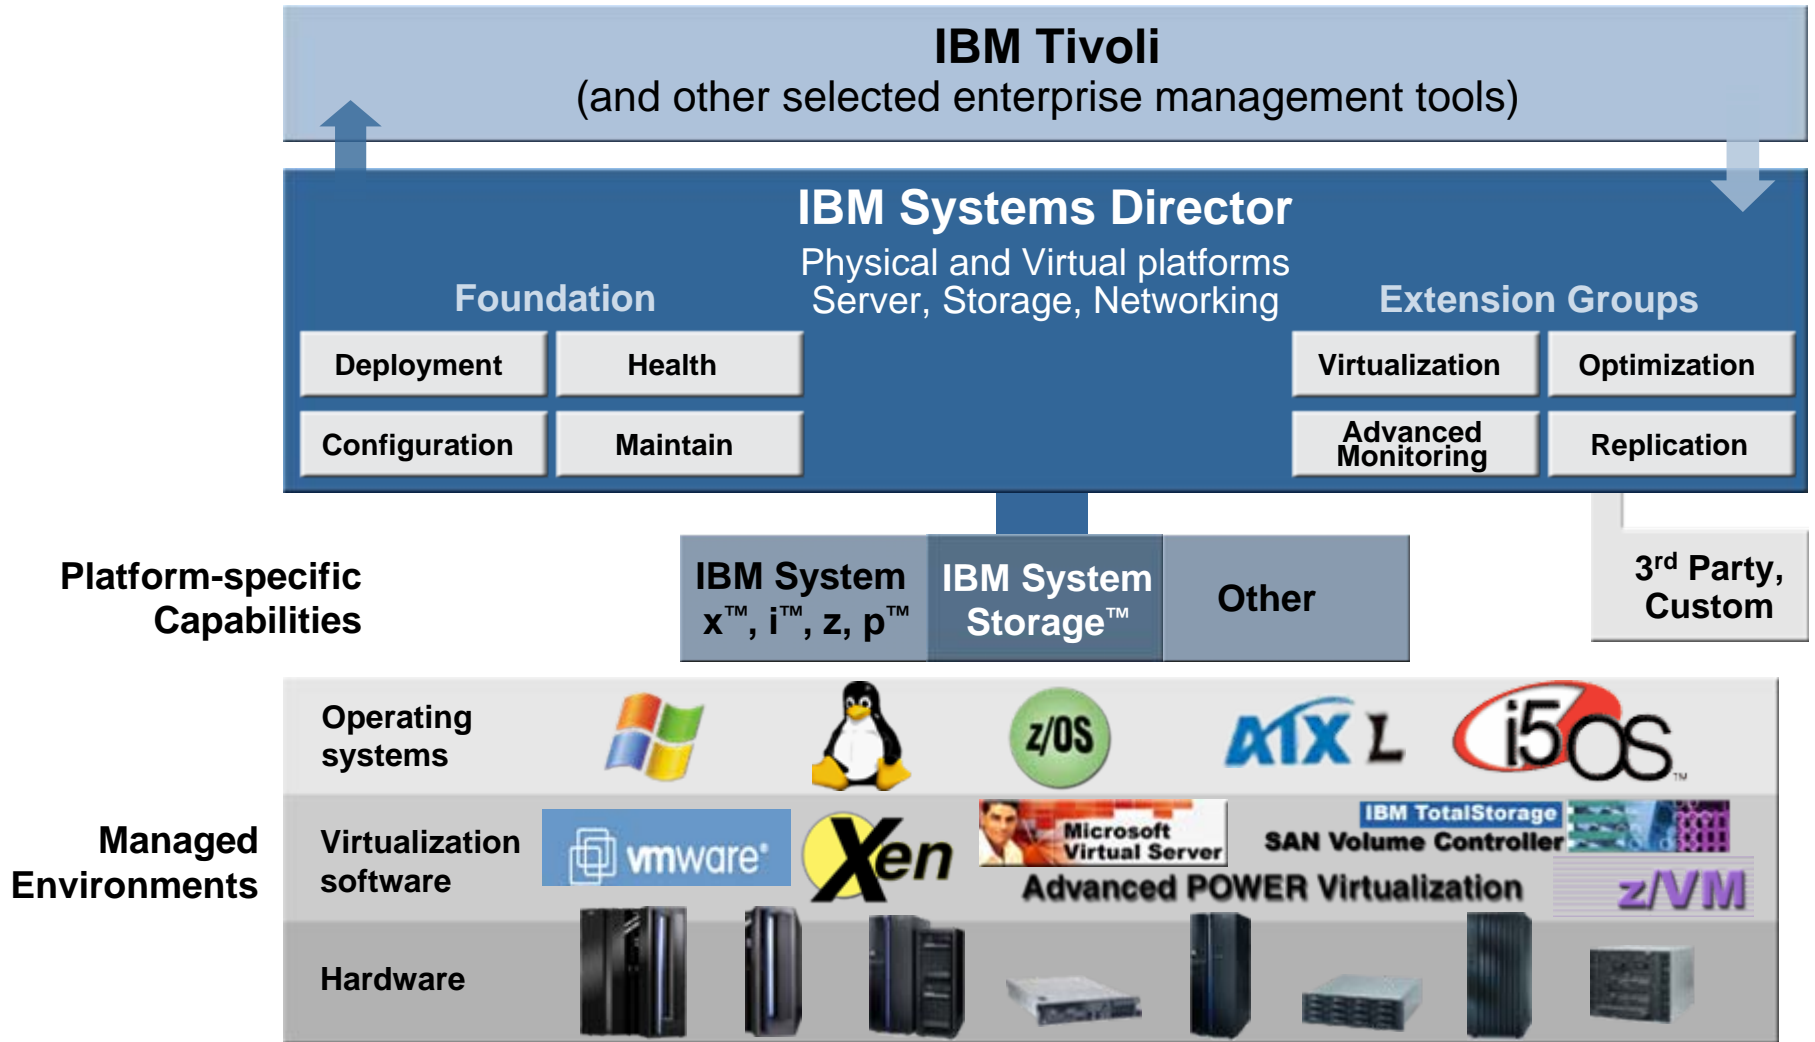 IBM Tivoli
(and other selected enterprise management tools)
IBM Systems Director
Physical and Virtual platforms
Server, Storage, Networking
Foundation
Deployment
Health
Configuration
Maintain
Extension Groups
Virtualization
Optimization
Advanced
Monitoring
Replication
Platform-specific
Capabilities
IBM System
x™, i™, z, p™
IBM System
Storage™
Other
3rd Party,
Custom
Managed
Environments
Operating
systems
z/OS
AIX L
i5/OS™
Virtualization
software
vmware®
Xen
Microsoft
Virtual Server
IBM TotalStorage
SAN Volume Controller
Advanced POWER Virtualization
z/VM
Hardware